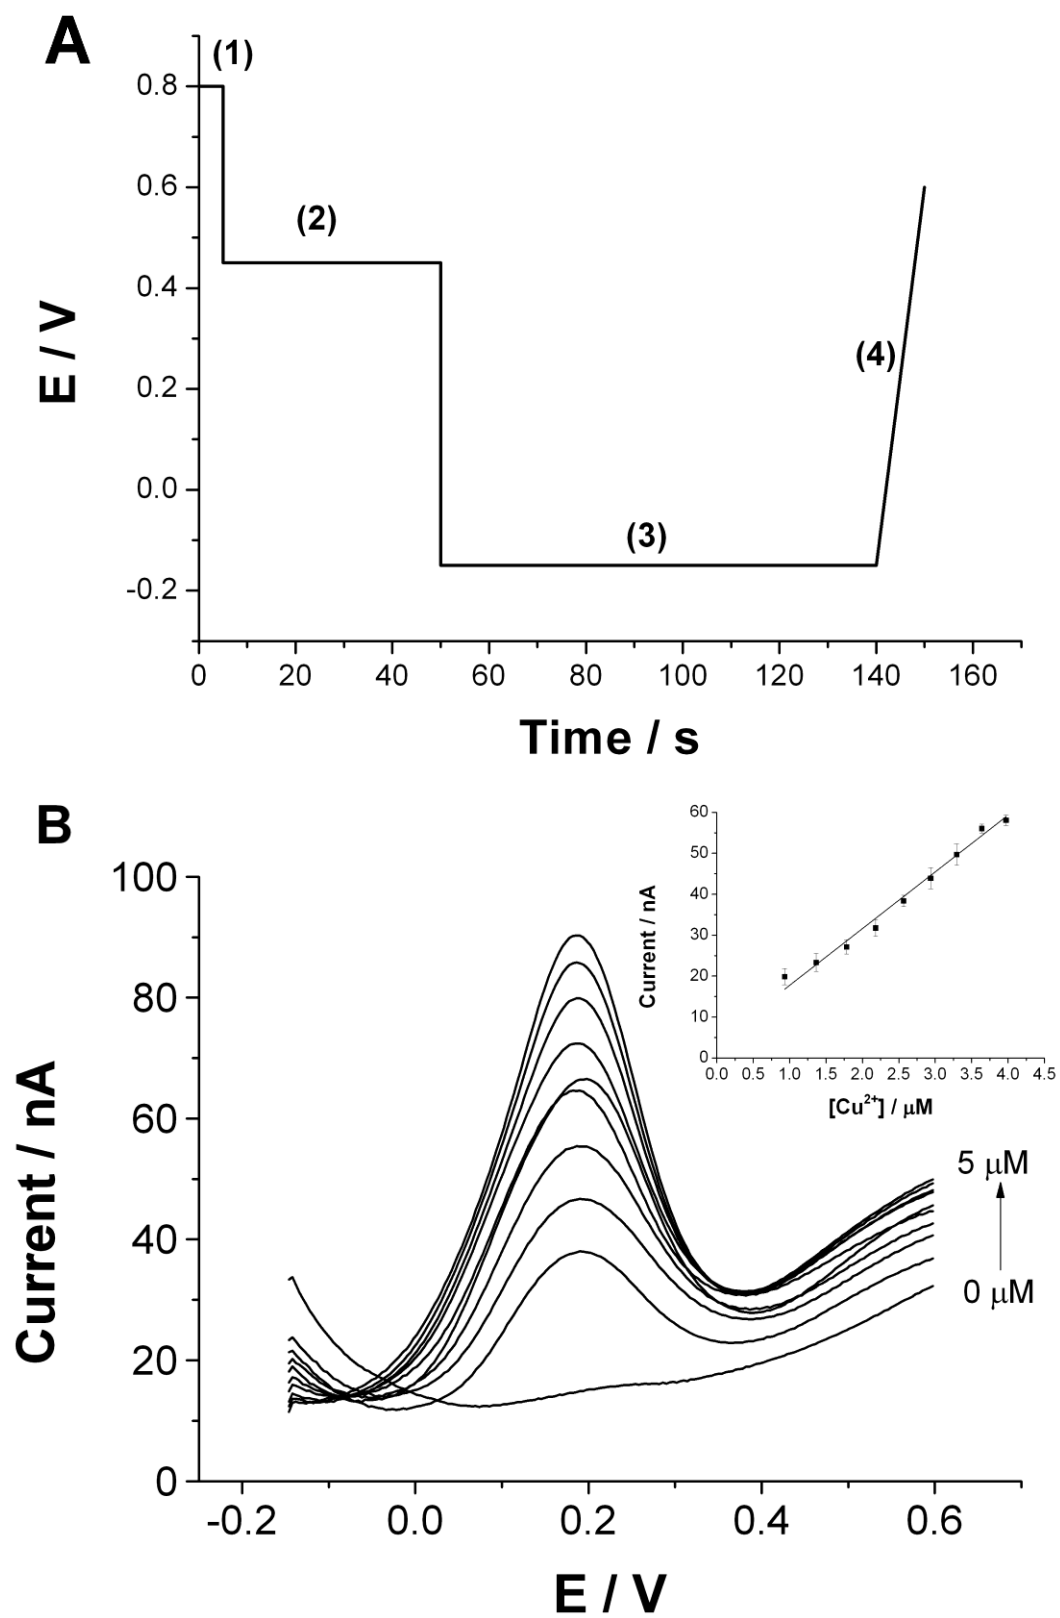 A
(1)
0.8
0.6
(2)
0.4
(4)
0.2
0.0
(3)
-0.2
E / V
0 20 40 60 80 100 120 140 160
Time / s
B
60
50
40
30
20
10
0
Current / nA
0.0 0.5 1.0 1.5 2.0 2.5 3.0 3.5 4.0 4.5
[Cu²⁺] / μM
100
80
60
40
20
0
Current / nA
5 μM
0 μM
-0.2 0.0 0.2 0.4 0.6
E / V